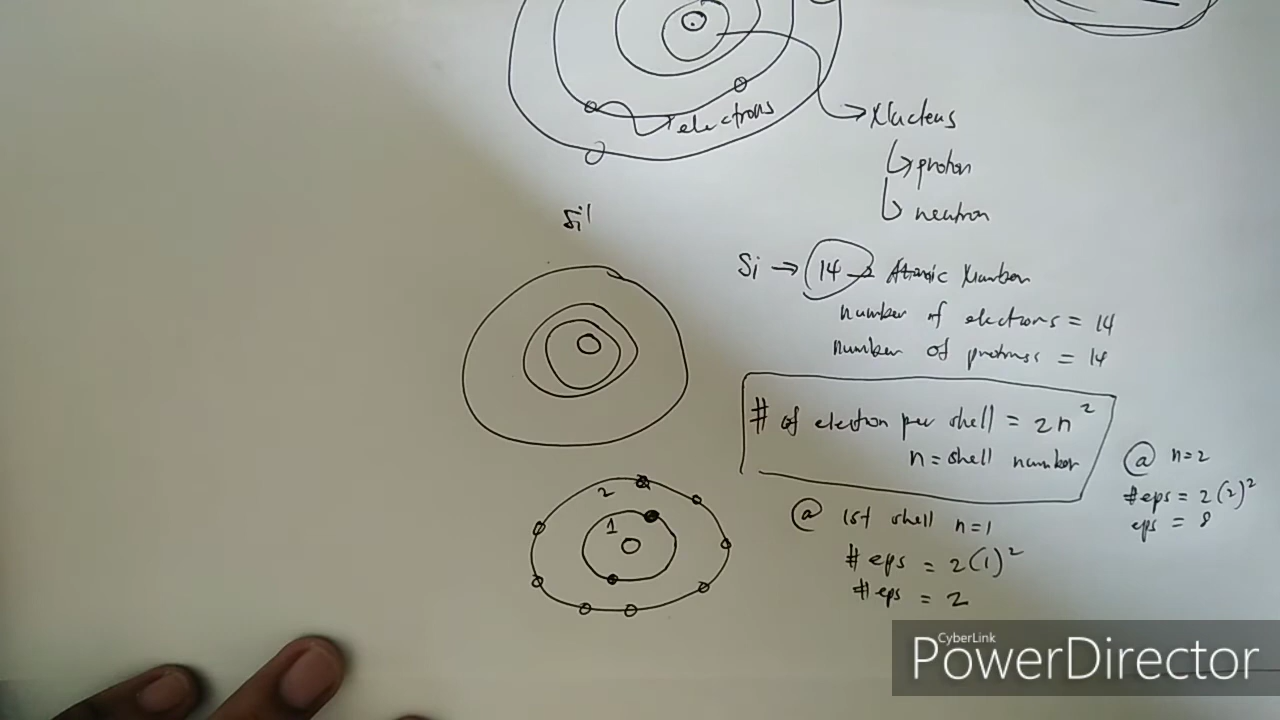 electrons
Nucleus
proton
neutron
Si
Si → 14 → Atomic Number
number of electrons = 14
number of protons = 14
# of electron per shell = 2n²
n = shell number
@ n=2
#eps = 2(2)²
eps = 8
@ 1st shell n=1
#eps = 2(1)²
#eps = 2
2
1
CyberLink
PowerDirector